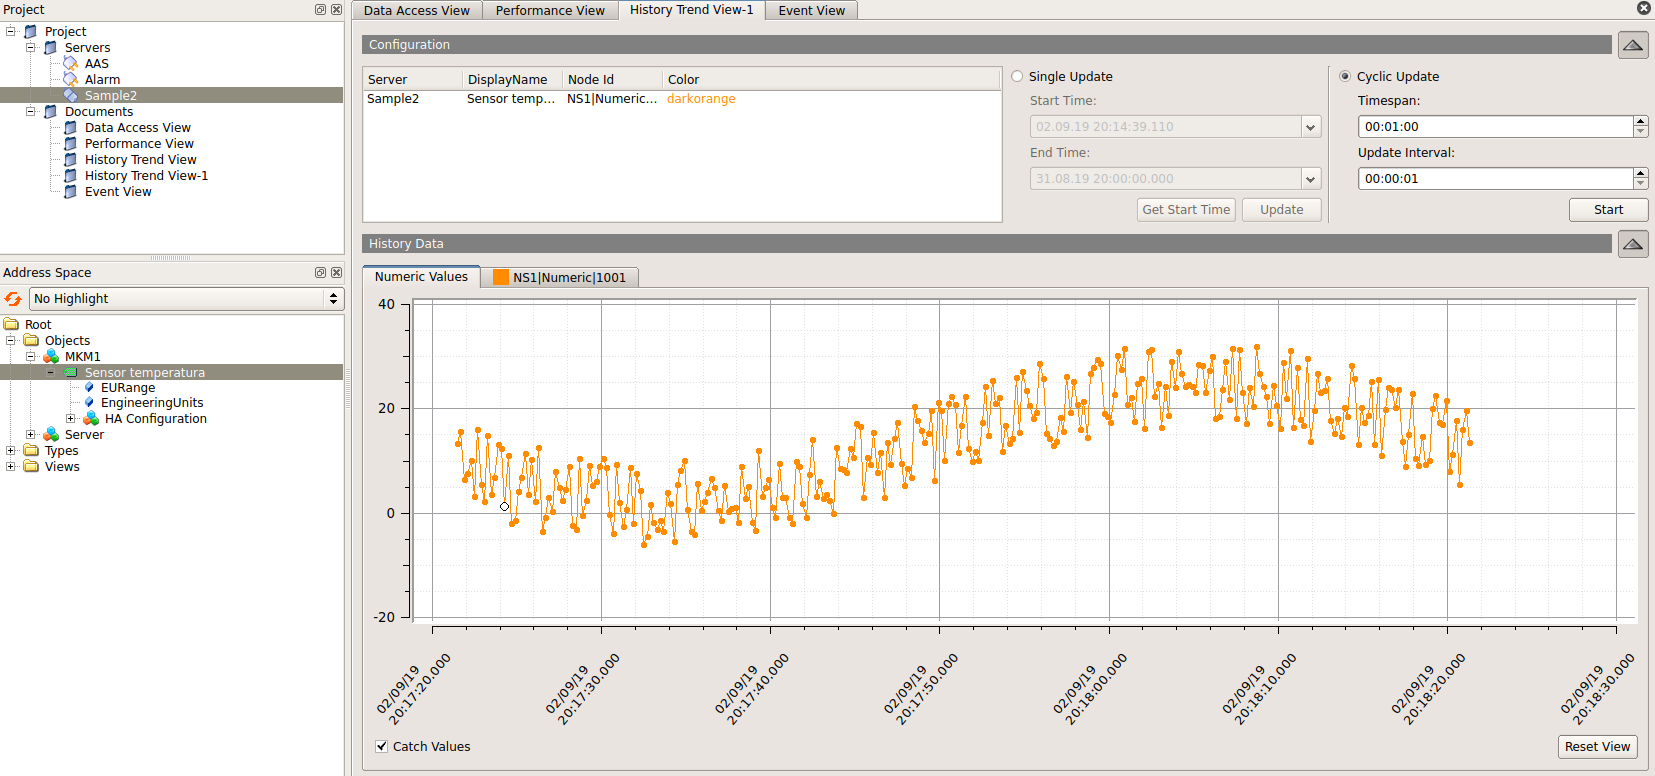 Project
Project
Servers
AAS
Alarm
Sample2
Documents
Data Access View
Performance View
History Trend View
History Trend View-1
Event View
Address Space
No Highlight
Root
Objects
MKM1
Sensor temperatura
EURange
EngineeringUnits
HA Configuration
Server
Types
Views
Data Access View Performance View History Trend View-1 Event View
Configuration
Server DisplayName Node Id Color
Sample2 Sensor temp... NS1|Numeric... darkorange
Single Update
Start Time:
02.09.19 20:14:39.110
End Time:
31.08.19 20:00:00.000
Get Start Time Update
Cyclic Update
Timespan:
00:01:00
Update Interval:
00:00:01
Start
History Data
Numeric Values NS1|Numeric|1001
40
20
0
-20
02/09/19
20:17:20.000
02/09/19
20:17:30.000
02/09/19
20:17:40.000
02/09/19
20:17:50.000
02/09/19
20:18:00.000
02/09/19
20:18:10.000
02/09/19
20:18:20.000
02/09/19
20:18:30.000
Catch Values
Reset View